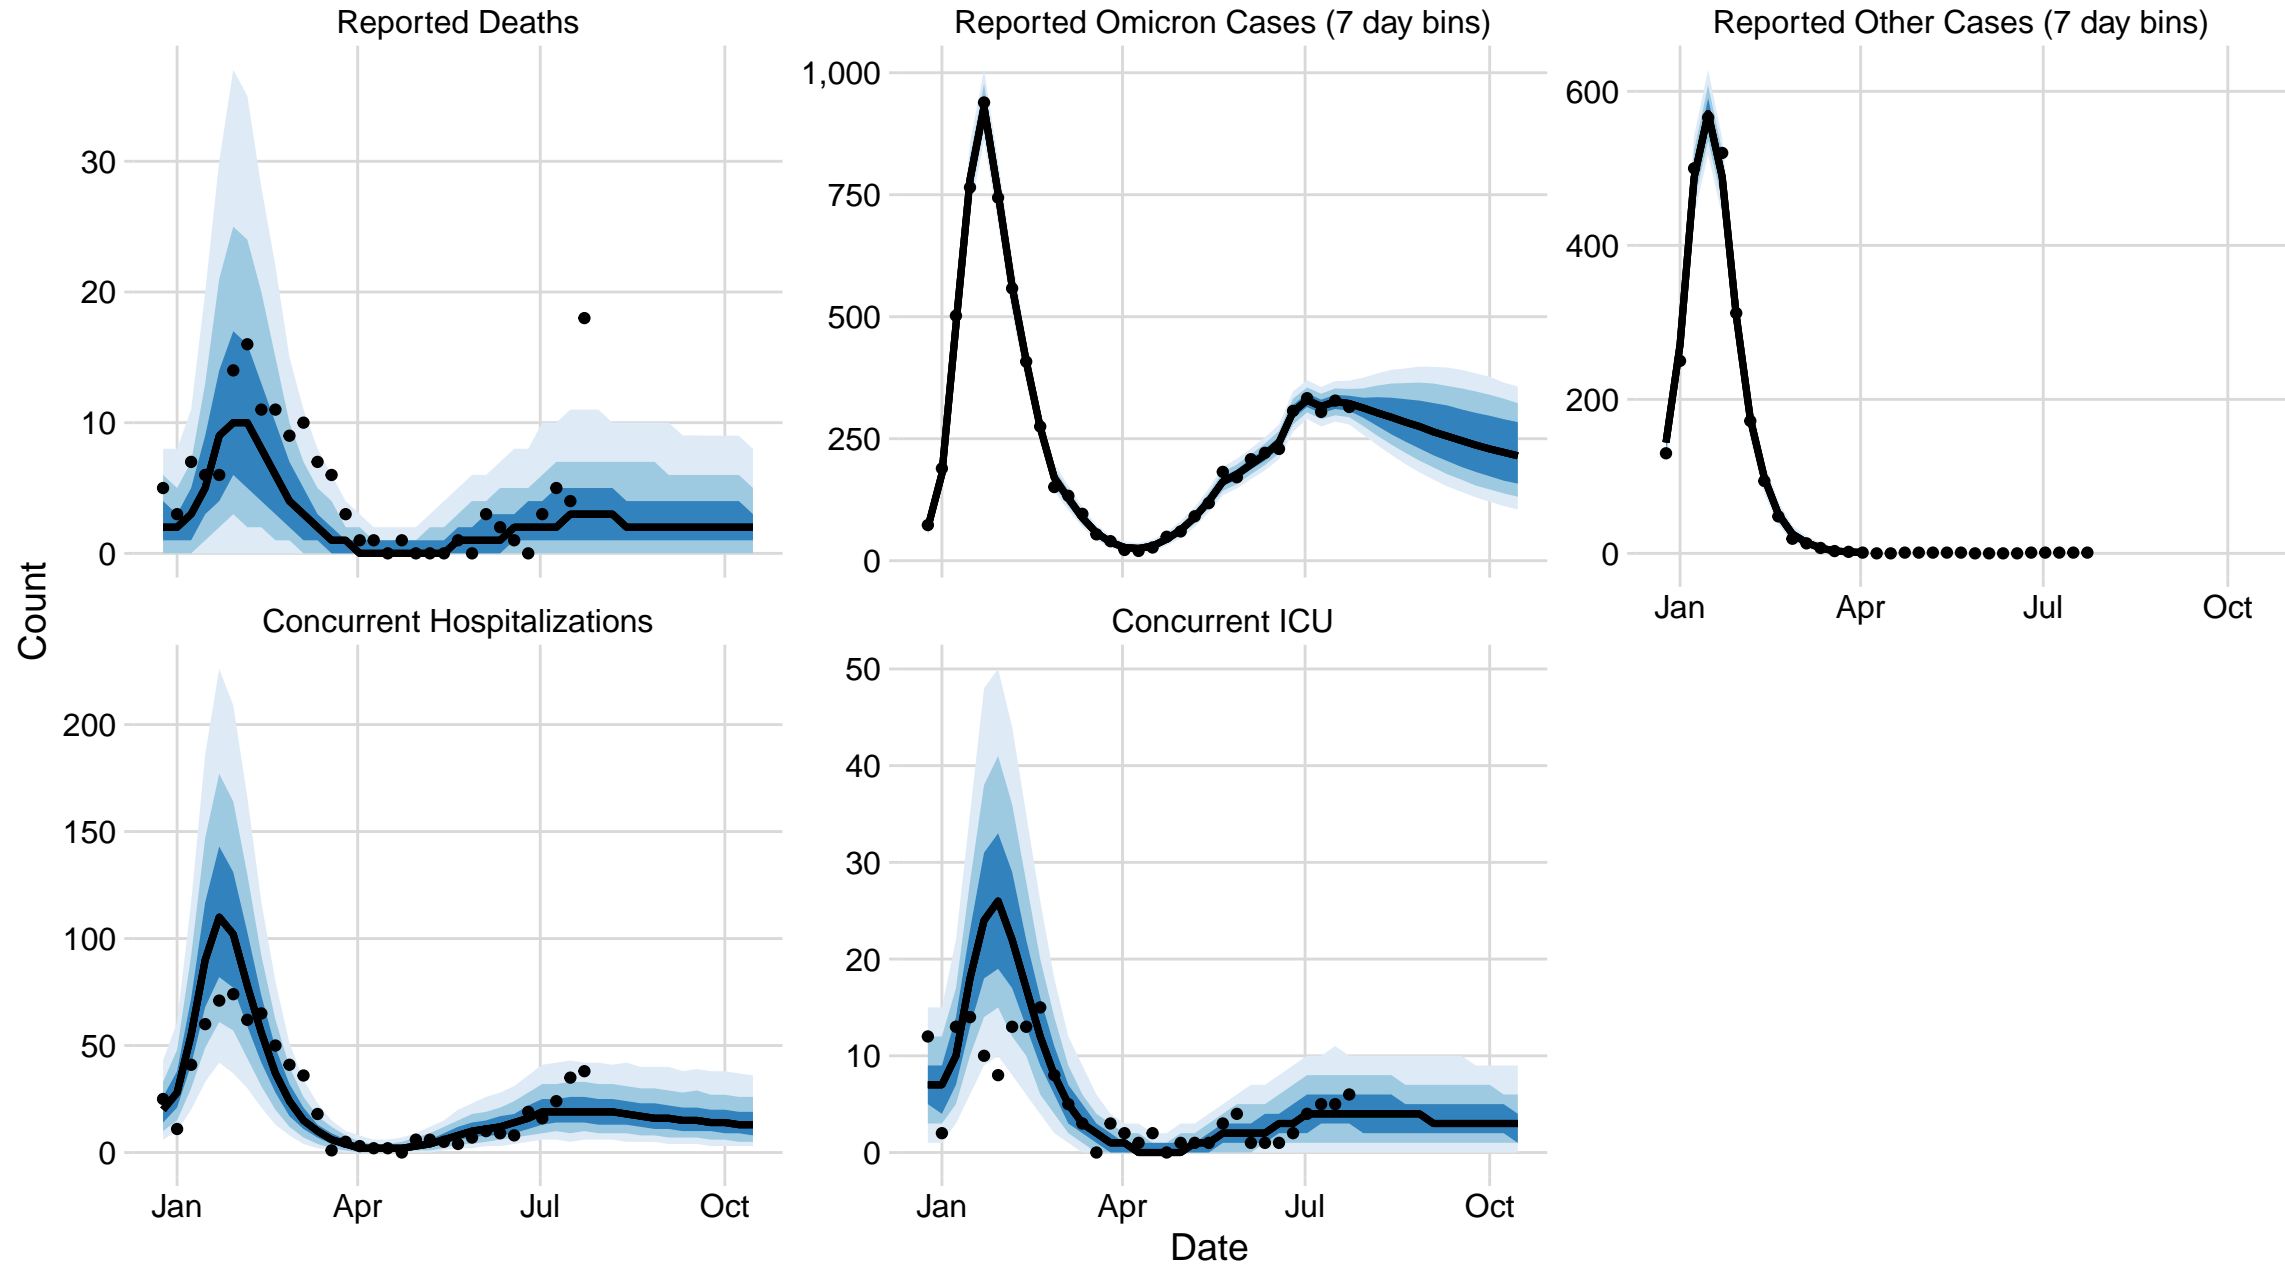 Reported Deaths
Reported Omicron Cases (7 day bins)
Reported Other Cases (7 day bins)
30
20
10
0
1,000
750
500
250
0
600
400
200
0
Jan Apr Jul Oct
Count
Concurrent Hospitalizations
Concurrent ICU
200
150
100
50
0
50
40
30
20
10
0
Jan Apr Jul Oct
Jan Apr Jul Oct
Date